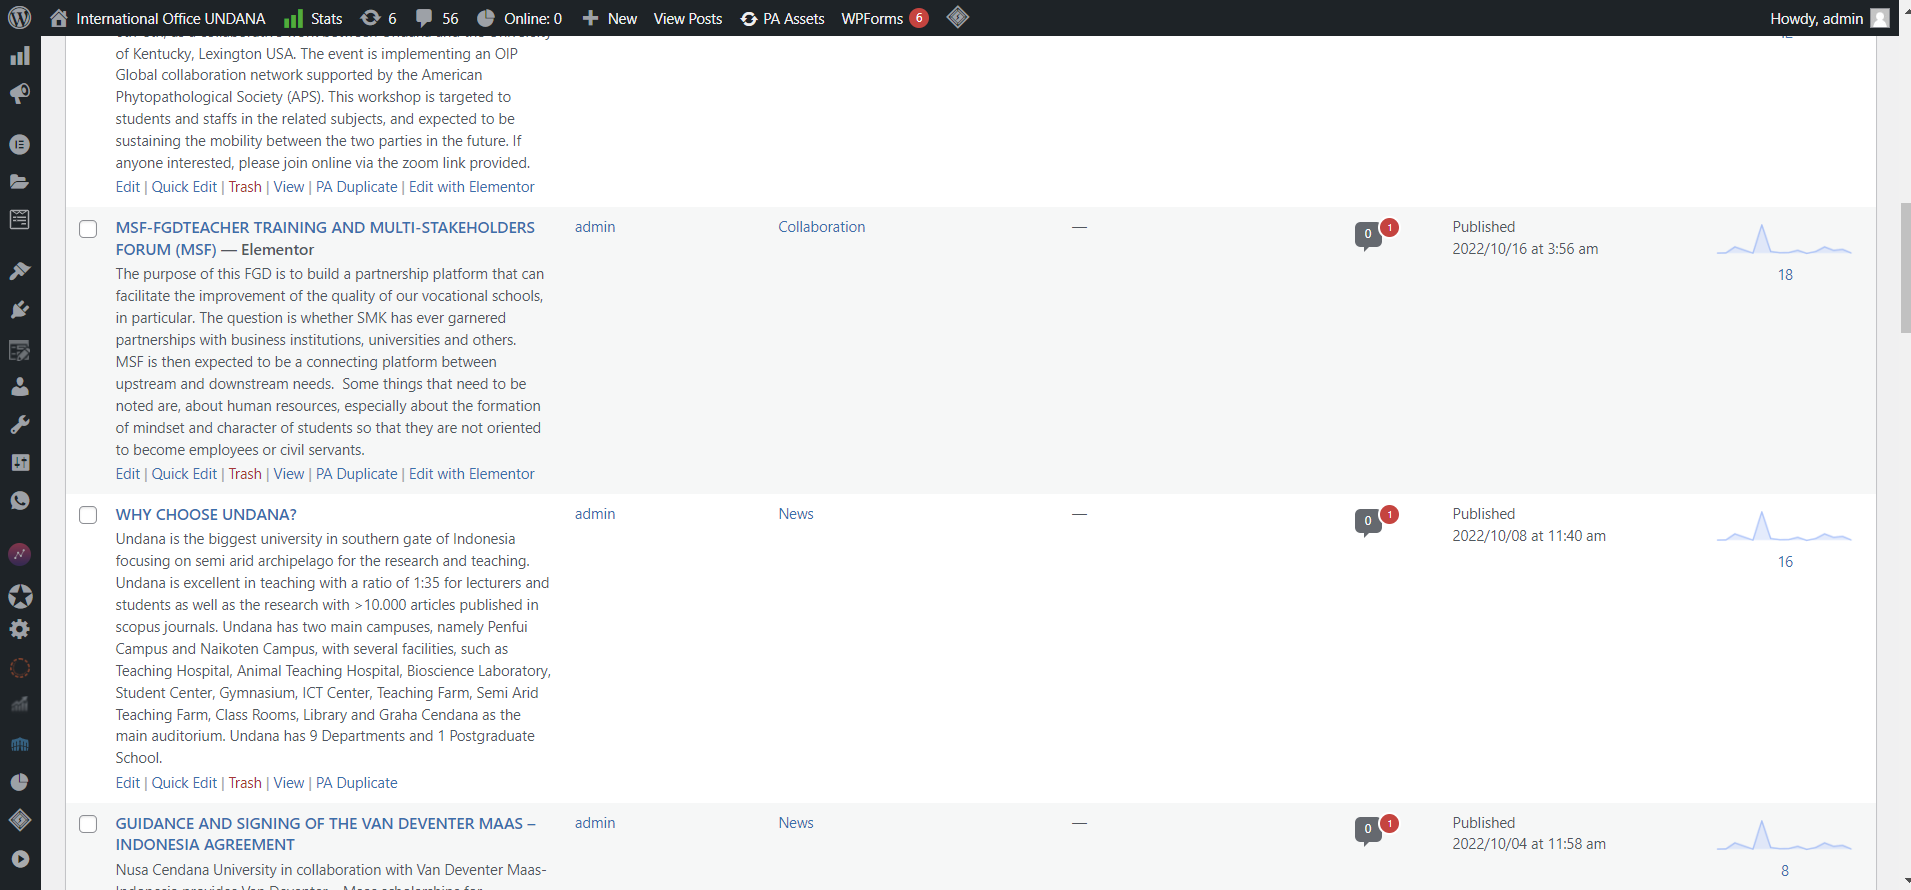 International Office UNDANA Stats 6 56 Online: 0 New View Posts PA Assets WPForms 6 Howdy, admin
of Kentucky, Lexington USA. The event is implementing an OIP
Global collaboration network supported by the American
Phytopathological Society (APS). This workshop is targeted to
students and staffs in the related subjects, and expected to be
sustaining the mobility between the two parties in the future. If
anyone interested, please join online via the zoom link provided.
Edit | Quick Edit | Trash | View | PA Duplicate | Edit with Elementor
MSF-FGDTEACHER TRAINING AND MULTI-STAKEHOLDERS
FORUM (MSF) — Elementor
The purpose of this FGD is to build a partnership platform that can
facilitate the improvement of the quality of our vocational schools,
in particular. The question is whether SMK has ever garnered
partnerships with business institutions, universities and others.
MSF is then expected to be a connecting platform between
upstream and downstream needs.  Some things that need to be
noted are, about human resources, especially about the formation
of mindset and character of students so that they are not oriented
to become employees or civil servants.
Edit | Quick Edit | Trash | View | PA Duplicate | Edit with Elementor
admin
Collaboration
—
0 1
Published
2022/10/16 at 3:56 am
18
WHY CHOOSE UNDANA?
Undana is the biggest university in southern gate of Indonesia
focusing on semi arid archipelago for the research and teaching.
Undana is excellent in teaching with a ratio of 1:35 for lecturers and
students as well as the research with >10.000 articles published in
scopus journals. Undana has two main campuses, namely Penfui
Campus and Naikoten Campus, with several facilities, such as
Teaching Hospital, Animal Teaching Hospital, Bioscience Laboratory,
Student Center, Gymnasium, ICT Center, Teaching Farm, Semi Arid
Teaching Farm, Class Rooms, Library and Graha Cendana as the
main auditorium. Undana has 9 Departments and 1 Postgraduate
School.
Edit | Quick Edit | Trash | View | PA Duplicate
admin
News
—
0 1
Published
2022/10/08 at 11:40 am
16
GUIDANCE AND SIGNING OF THE VAN DEVENTER MAAS –
INDONESIA AGREEMENT
Nusa Cendana University in collaboration with Van Deventer Maas-
admin
News
—
0 1
Published
2022/10/04 at 11:58 am
8